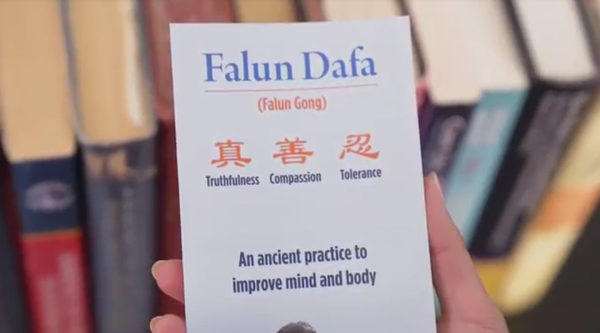 Falun Dafa
(Falun Gong)
真 善 忍
Truthfulness Compassion Tolerance
An ancient practice to
improve mind and body